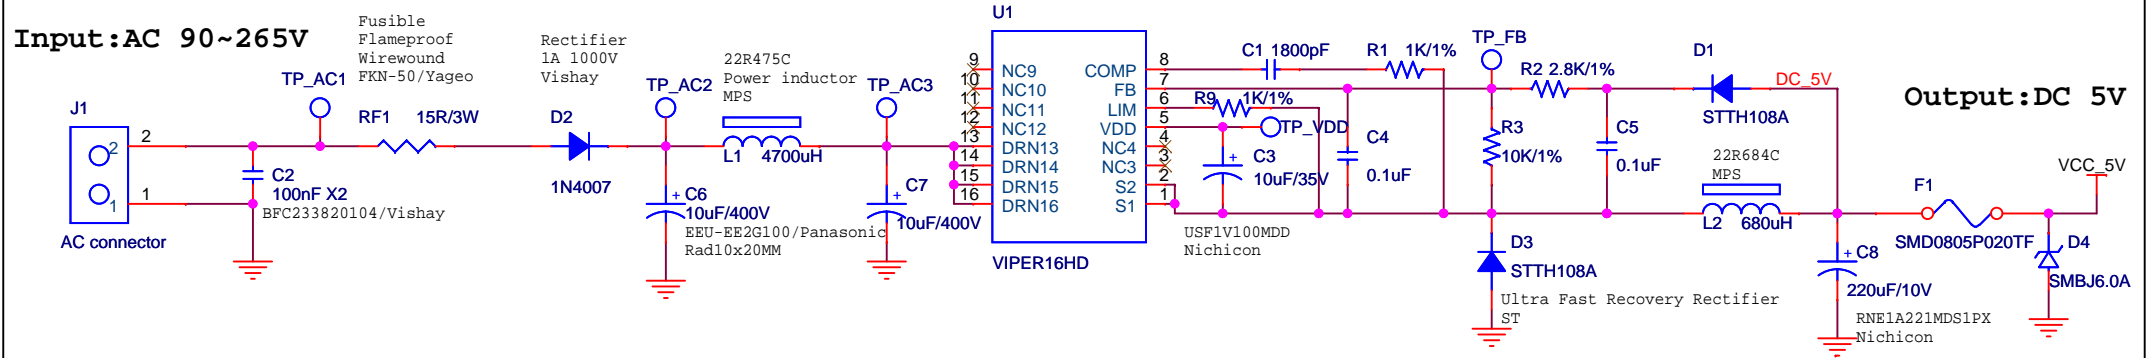 Input:AC 90~265V
Fusible
Flameproof
Wirewound
FKN-50/Yageo
TP_AC1
RF1 15R/3W
J1
2
1
2
1
AC connector
C2
100nF X2
BFC233820104/Vishay
Rectifier
1A 1000V
Vishay
D2
1N4007
TP_AC2
22R475C
Power inductor
MPS
L1 4700uH
C6
10uF/400V
EEU-EE2G100/Panasonic
Rad10x20MM
TP_AC3
C7
10uF/400V
U1
9 NC9
10 NC10
11 NC11
12 NC12
13 DRN13
14 DRN14
15 DRN15
16 DRN16
COMP 8
FB 7
LIM 6
VDD 5
NC4 4
NC3 3
S2 2
S1 1
VIPER16HD
C1 1800pF
R1 1K/1%
R9 1K/1%
TP_VDD
C3
10uF/35V
USF1V100MDD
Nichicon
C4
0.1uF
TP_FB
R2 2.8K/1%
R3
10K/1%
C5
0.1uF
D1
STTH108A
DC_5V
D3
STTH108A
Ultra Fast Recovery Rectifier
ST
22R684C
MPS
L2 680uH
C8
220uF/10V
RNE1A221MDS1PX
Nichicon
Output:DC 5V
VCC_5V
F1
SMD0805P020TF
D4
SMBJ6.0A